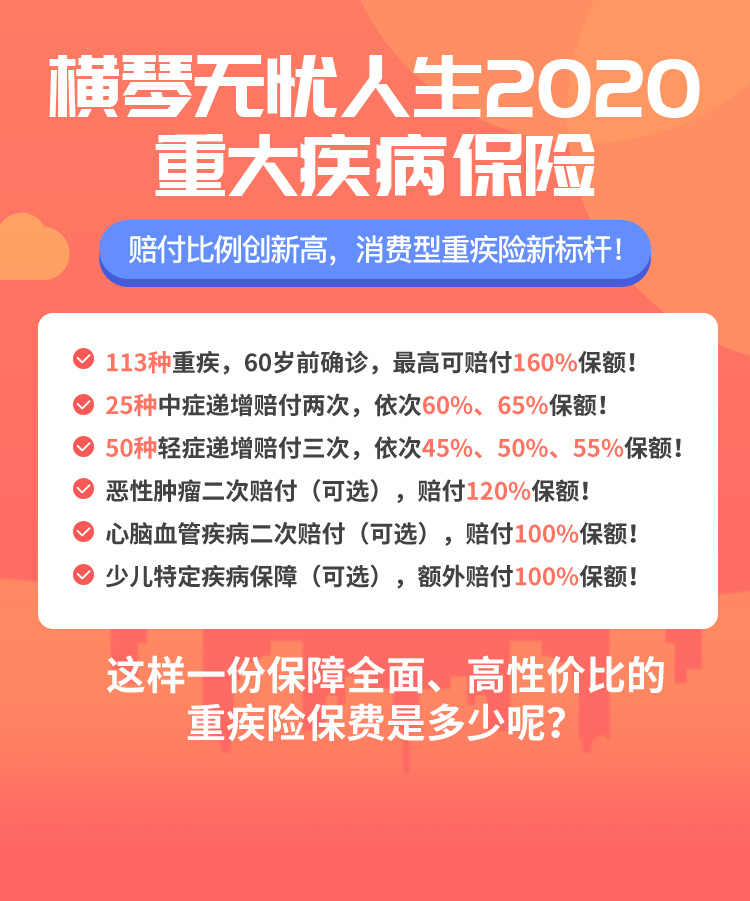 横琴无忧人生2020
重大疾病保险
赔付比例创新高，消费型重疾险新标杆！
113种重疾，60岁前确诊，最高可赔付160%保额！
25种中症递增赔付两次，依次60%、65%保额！
50种轻症递增赔付三次，依次45%、50%、55%保额！
恶性肿瘤二次赔付（可选），赔付120%保额！
心脑血管疾病二次赔付（可选），赔付100%保额！
少儿特定疾病保障（可选），额外赔付100%保额！
这样一份保障全面、高性价比的
重疾险保费是多少呢？